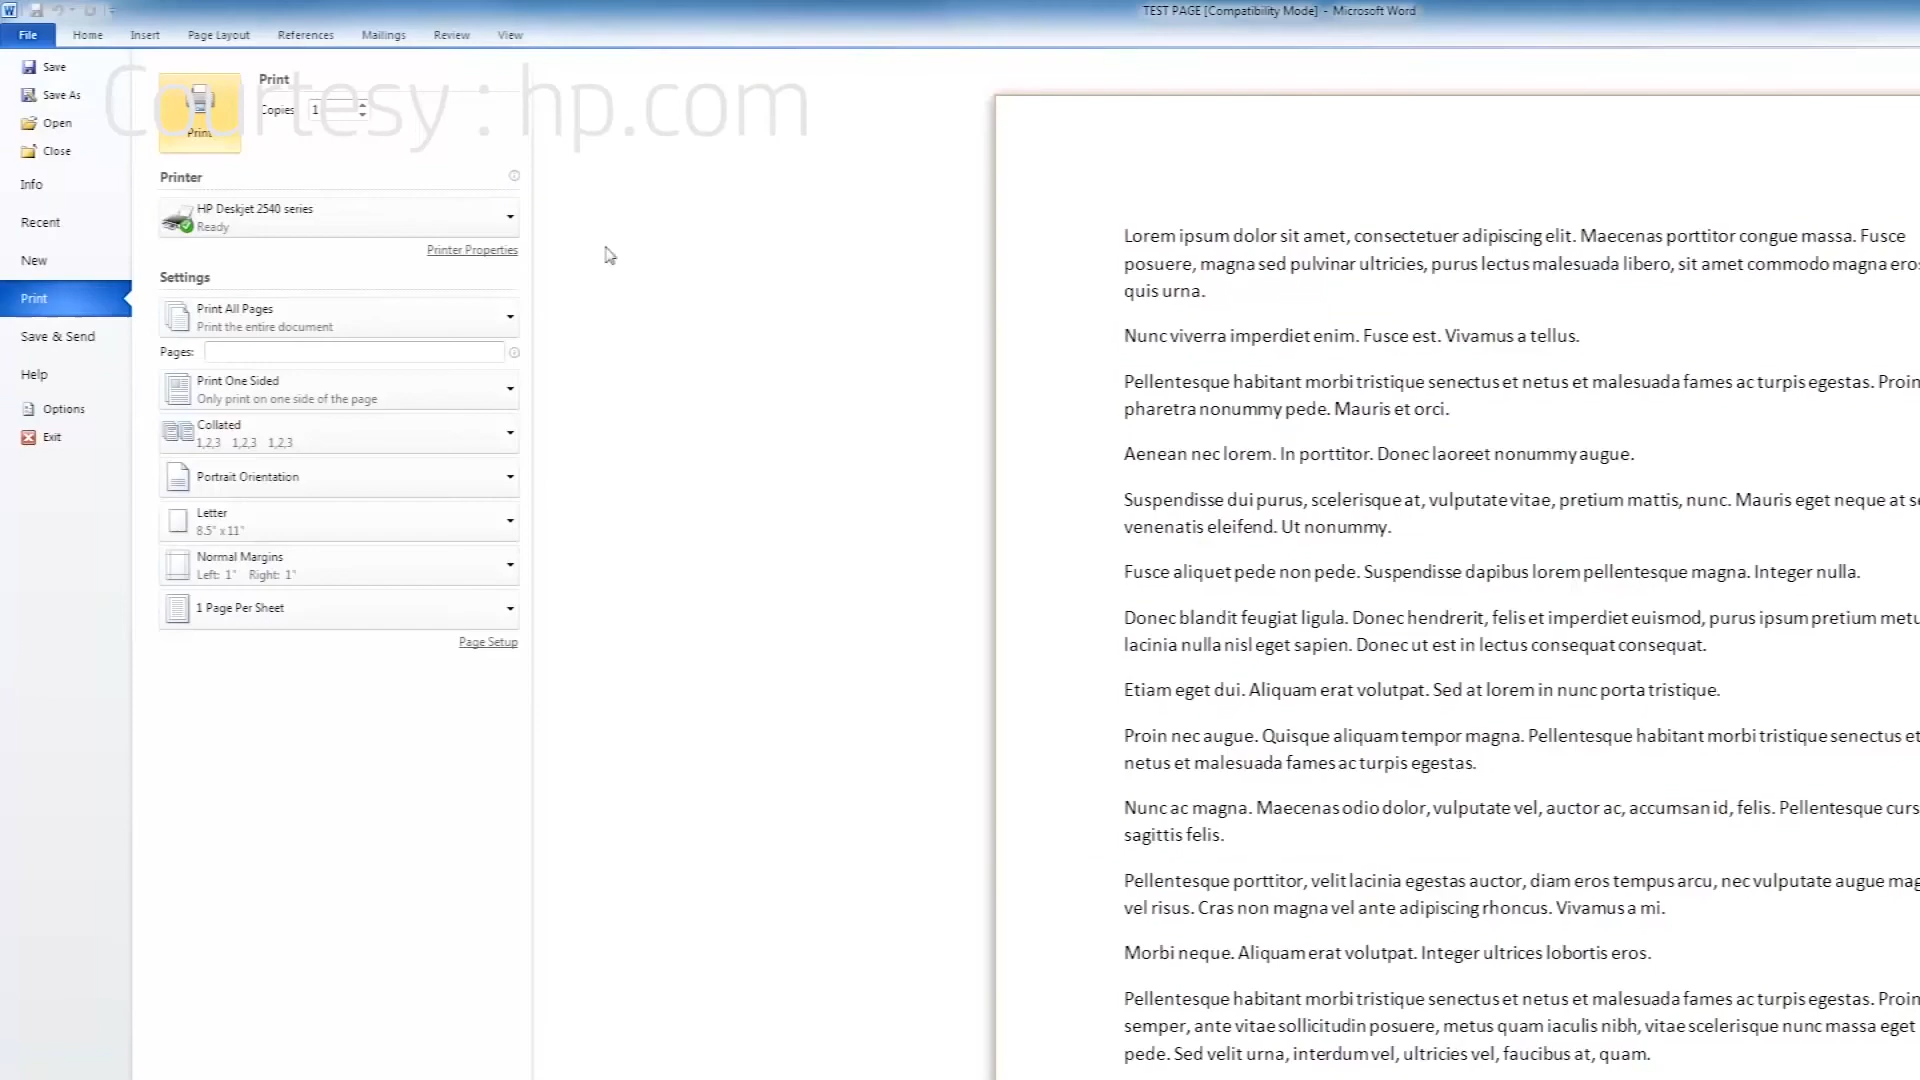 TEST PAGE [Compatibility Mode] - Microsoft Word
File Home Insert Page Layout References Mailings Review View
Courtesy : hp.com
Save
Save As
Open
Close
Info
Recent
New
Print
Save & Send
Help
Options
Exit
Print
Print
Copies 1
Printer
HP Deskjet 2540 series
Ready
Printer Properties
Settings
Print All Pages
Print the entire document
Pages:
Print One Sided
Only print on one side of the page
Collated
1,2,3 1,2,3 1,2,3
Portrait Orientation
Letter
8.5" x 11"
Normal Margins
Left: 1" Right: 1"
1 Page Per Sheet
Page Setup
Lorem ipsum dolor sit amet, consectetuer adipiscing elit. Maecenas porttitor congue massa. Fusce
posuere, magna sed pulvinar ultricies, purus lectus malesuada libero, sit amet commodo magna eros
quis urna.
Nunc viverra imperdiet enim. Fusce est. Vivamus a tellus.
Pellentesque habitant morbi tristique senectus et netus et malesuada fames ac turpis egestas. Proin
pharetra nonummy pede. Mauris et orci.
Aenean nec lorem. In porttitor. Donec laoreet nonummy augue.
Suspendisse dui purus, scelerisque at, vulputate vitae, pretium mattis, nunc. Mauris eget neque at
venenatis eleifend. Ut nonummy.
Fusce aliquet pede non pede. Suspendisse dapibus lorem pellentesque magna. Integer nulla.
Donec blandit feugiat ligula. Donec hendrerit, felis et imperdiet euismod, purus ipsum pretium
lacinia nulla nisl eget sapien. Donec ut est in lectus consequat consequat.
Etiam eget dui. Aliquam erat volutpat. Sed at lorem in nunc porta tristique.
Proin nec augue. Quisque aliquam tempor magna. Pellentesque habitant morbi tristique senectus et
netus et malesuada fames ac turpis egestas.
Nunc ac magna. Maecenas odio dolor, vulputate vel, auctor ac, accumsan id, felis. Pellentesque
sagittis felis.
Pellentesque porttitor, velit lacinia egestas auctor, diam eros tempus arcu, nec vulputate augue
vel risus. Cras non magna vel ante adipiscing rhoncus. Vivamus a mi.
Morbi neque. Aliquam erat volutpat. Integer ultrices lobortis eros.
Pellentesque habitant morbi tristique senectus et netus et malesuada fames ac turpis egestas. Proin
semper, ante vitae sollicitudin posuere, metus quam iaculis nibh, vitae scelerisque nunc massa eget
pede. Sed velit urna, interdum vel, ultricies vel, faucibus at, quam.